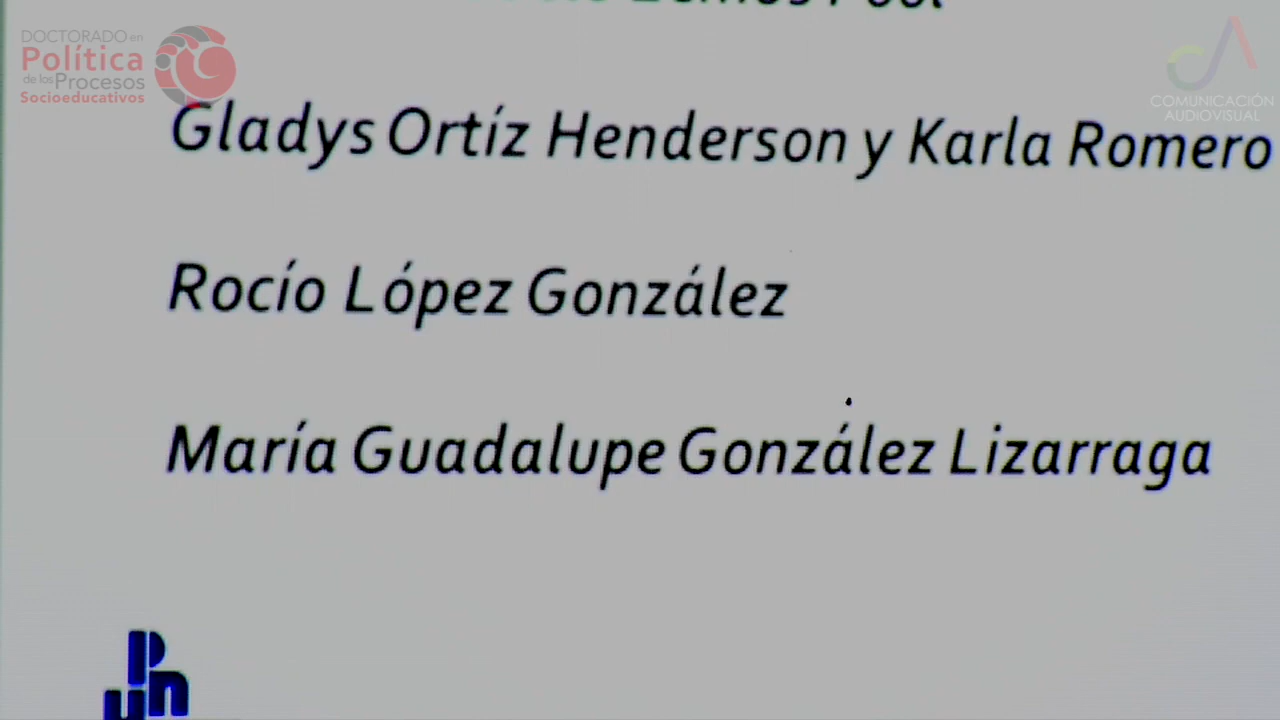 DOCTORADO en
Política
de los Procesos
Socioeducativos
COMUNICACIÓN
AUDIOVISUAL
Gladys Ortíz Henderson y Karla Romero
Rocío López González
María Guadalupe González Lizarraga
upn